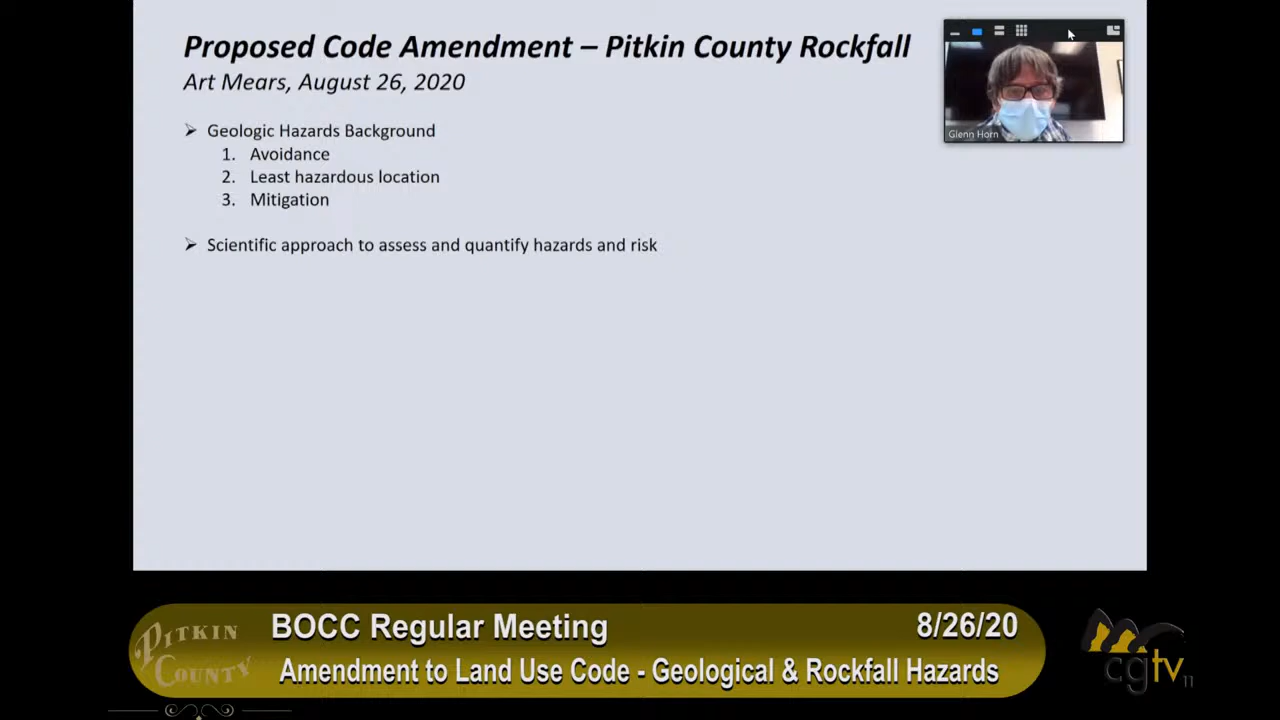 Proposed Code Amendment – Pitkin County Rockfall
Art Mears, August 26, 2020
➢ Geologic Hazards Background
1. Avoidance
2. Least hazardous location
3. Mitigation
➢ Scientific approach to assess and quantify hazards and risk
Glenn Horn
PITKIN
COUNTY
BOCC Regular Meeting
8/26/20
Amendment to Land Use Code - Geological & Rockfall Hazards
cgtv11